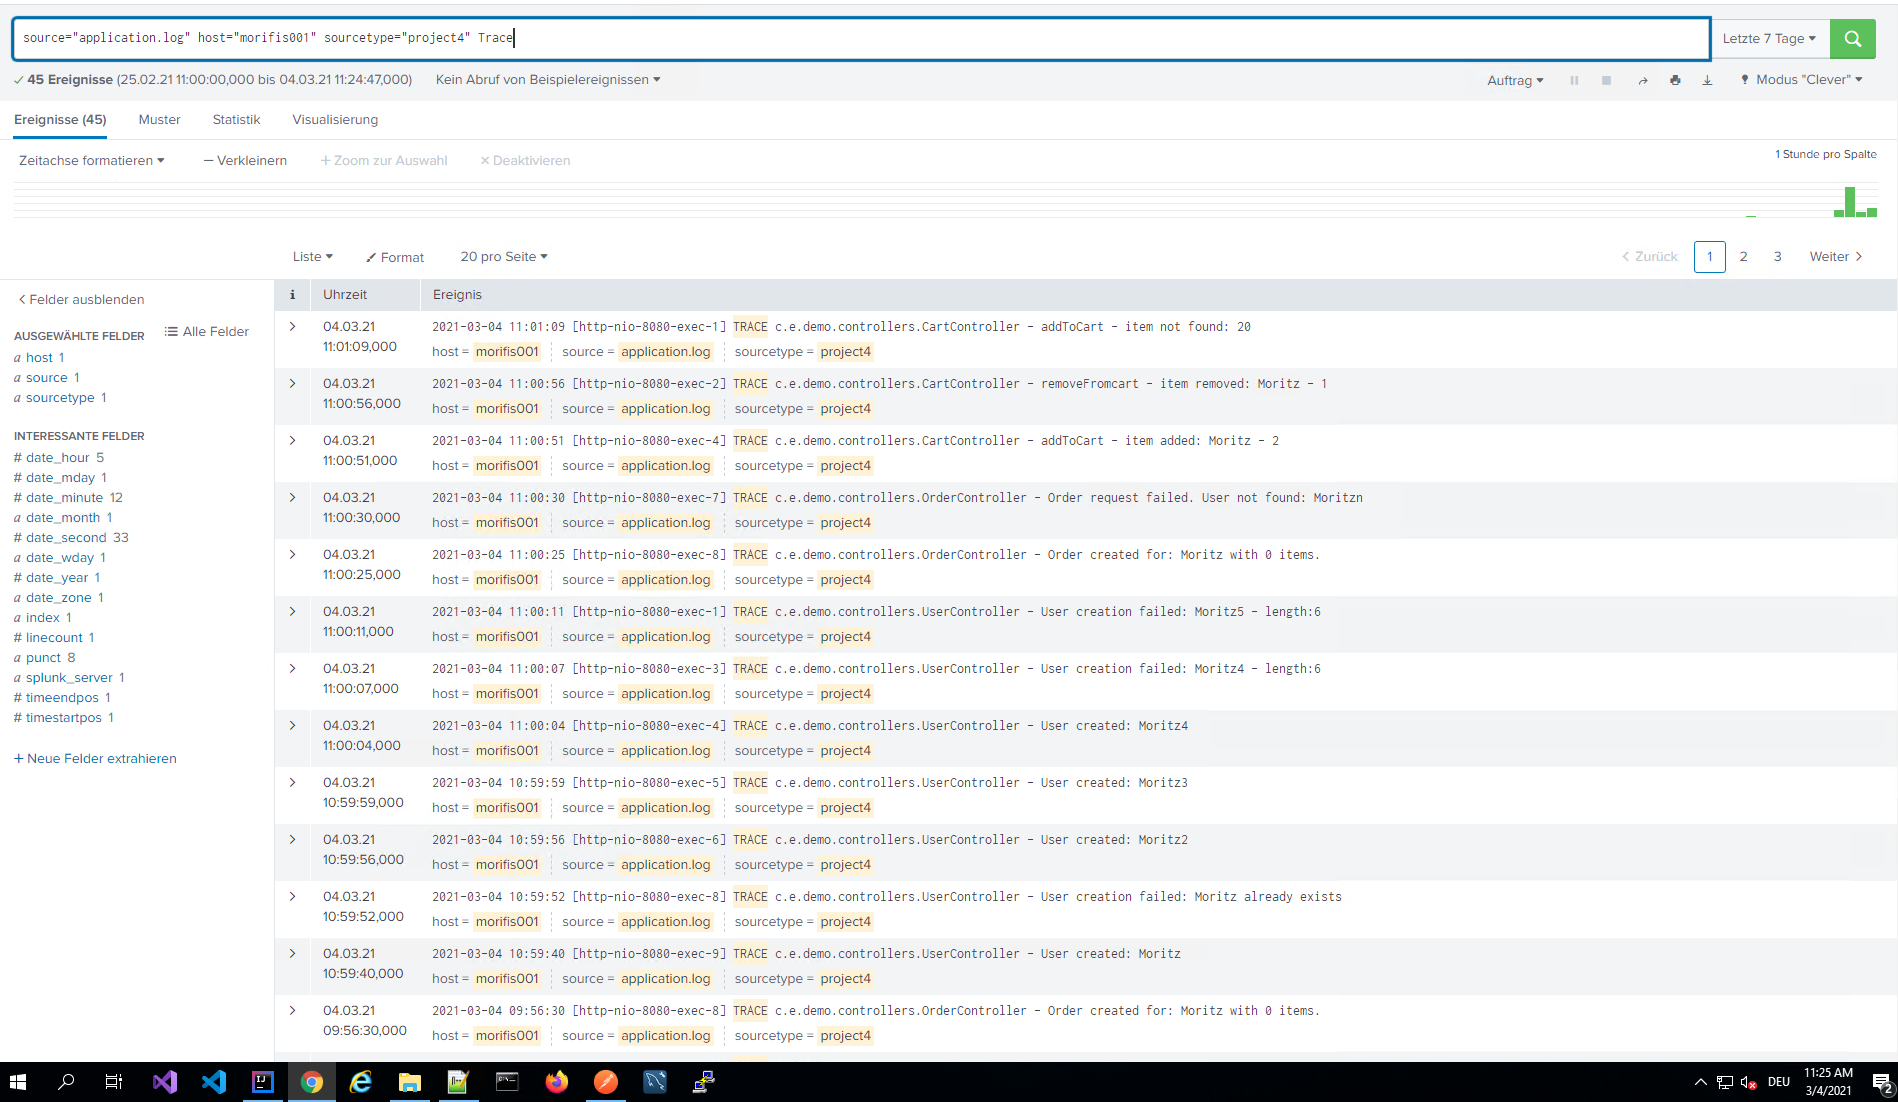 source="application.log" host="morifis001" sourcetype="project4" Trace
Letzte 7 Tage
45 Ereignisse (25.02.21 11:00:00,000 bis 04.03.21 11:24:47,000) Kein Abruf von Beispielereignissen
Auftrag Modus "Clever"
Ereignisse (45) Muster Statistik Visualisierung
Zeitachse formatieren — Verkleinern + Zoom zur Auswahl × Deaktivieren
1 Stunde pro Spalte
Liste Format 20 pro Seite
< Zurück 1 2 3 Weiter >
< Felder ausblenden
Alle Felder
AUSGEWÄHLTE FELDER
a host 1
a source 1
a sourcetype 1
INTERESSANTE FELDER
# date_hour 5
# date_mday 1
# date_minute 12
a date_month 1
# date_second 33
a date_wday 1
# date_year 1
a date_zone 1
a index 1
# linecount 1
a punct 8
a splunk_server 1
# timeendpos 1
# timestartpos 1
+ Neue Felder extrahieren
i Uhrzeit Ereignis
> 04.03.21 2021-03-04 11:01:09 [http-nio-8080-exec-1] TRACE c.e.demo.controllers.CartController - addToCart - item not found: 20
11:01:09,000 host = morifis001 source = application.log sourcetype = project4
> 04.03.21 2021-03-04 11:00:56 [http-nio-8080-exec-2] TRACE c.e.demo.controllers.CartController - removeFromcart - item removed: Moritz - 1
11:00:56,000 host = morifis001 source = application.log sourcetype = project4
> 04.03.21 2021-03-04 11:00:51 [http-nio-8080-exec-4] TRACE c.e.demo.controllers.CartController - addToCart - item added: Moritz - 2
11:00:51,000 host = morifis001 source = application.log sourcetype = project4
> 04.03.21 2021-03-04 11:00:30 [http-nio-8080-exec-7] TRACE c.e.demo.controllers.OrderController - Order request failed. User not found: Moritzn
11:00:30,000 host = morifis001 source = application.log sourcetype = project4
> 04.03.21 2021-03-04 11:00:25 [http-nio-8080-exec-8] TRACE c.e.demo.controllers.OrderController - Order created for: Moritz with 0 items.
11:00:25,000 host = morifis001 source = application.log sourcetype = project4
> 04.03.21 2021-03-04 11:00:11 [http-nio-8080-exec-1] TRACE c.e.demo.controllers.UserController - User creation failed: Moritz5 - length:6
11:00:11,000 host = morifis001 source = application.log sourcetype = project4
> 04.03.21 2021-03-04 11:00:07 [http-nio-8080-exec-3] TRACE c.e.demo.controllers.UserController - User creation failed: Moritz4 - length:6
11:00:07,000 host = morifis001 source = application.log sourcetype = project4
> 04.03.21 2021-03-04 11:00:04 [http-nio-8080-exec-4] TRACE c.e.demo.controllers.UserController - User created: Moritz4
11:00:04,000 host = morifis001 source = application.log sourcetype = project4
> 04.03.21 2021-03-04 10:59:59 [http-nio-8080-exec-5] TRACE c.e.demo.controllers.UserController - User created: Moritz3
10:59:59,000 host = morifis001 source = application.log sourcetype = project4
> 04.03.21 2021-03-04 10:59:56 [http-nio-8080-exec-6] TRACE c.e.demo.controllers.UserController - User created: Moritz2
10:59:56,000 host = morifis001 source = application.log sourcetype = project4
> 04.03.21 2021-03-04 10:59:52 [http-nio-8080-exec-8] TRACE c.e.demo.controllers.UserController - User creation failed: Moritz already exists
10:59:52,000 host = morifis001 source = application.log sourcetype = project4
> 04.03.21 2021-03-04 10:59:40 [http-nio-8080-exec-9] TRACE c.e.demo.controllers.UserController - User created: Moritz
10:59:40,000 host = morifis001 source = application.log sourcetype = project4
> 04.03.21 2021-03-04 09:56:30 [http-nio-8080-exec-8] TRACE c.e.demo.controllers.OrderController - Order created for: Moritz with 0 items.
09:56:30,000 host = morifis001 source = application.log sourcetype = project4
IJ
DEU
11:25 AM
3/4/2021
2